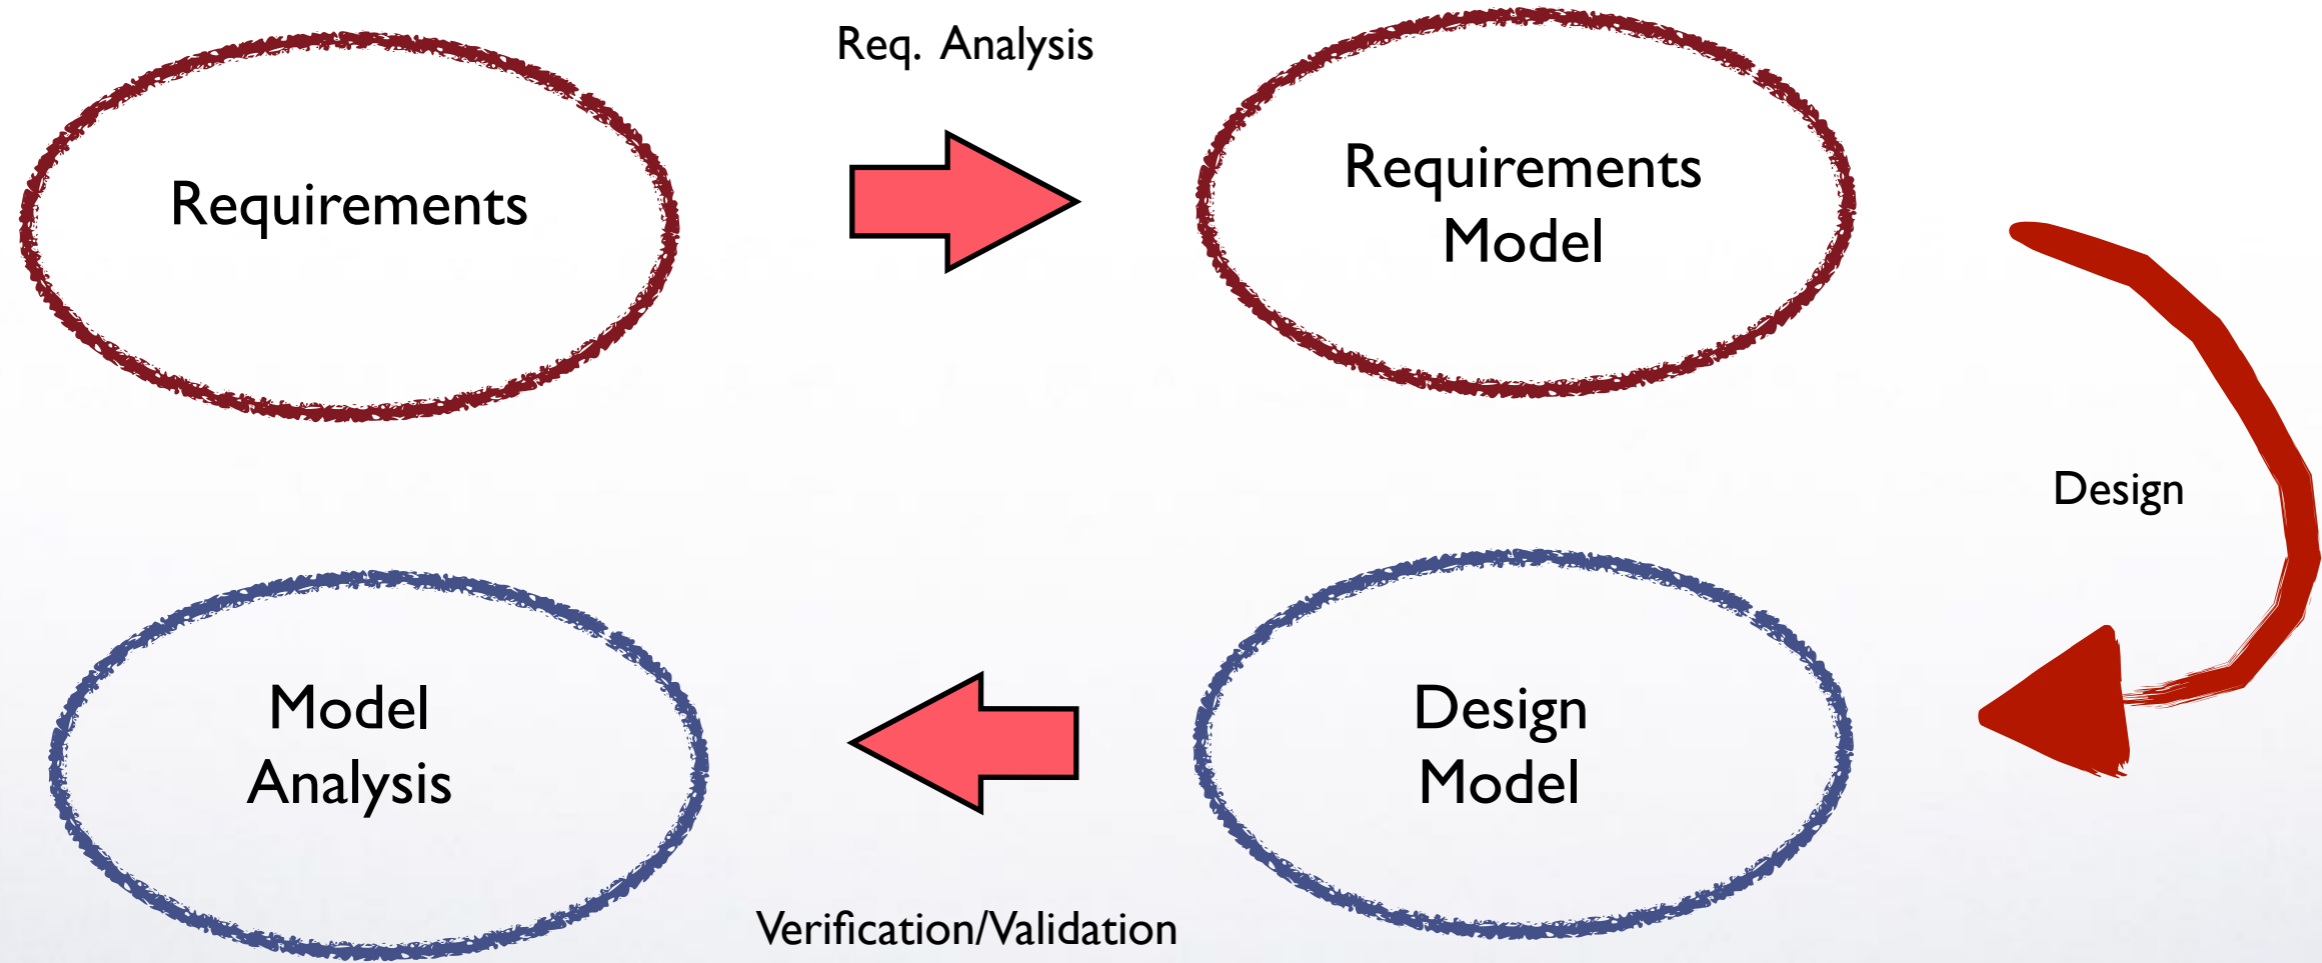 Req. Analysis
Requirements
Requirements
Model
Design
Model
Analysis
Design
Model
Verification/Validation